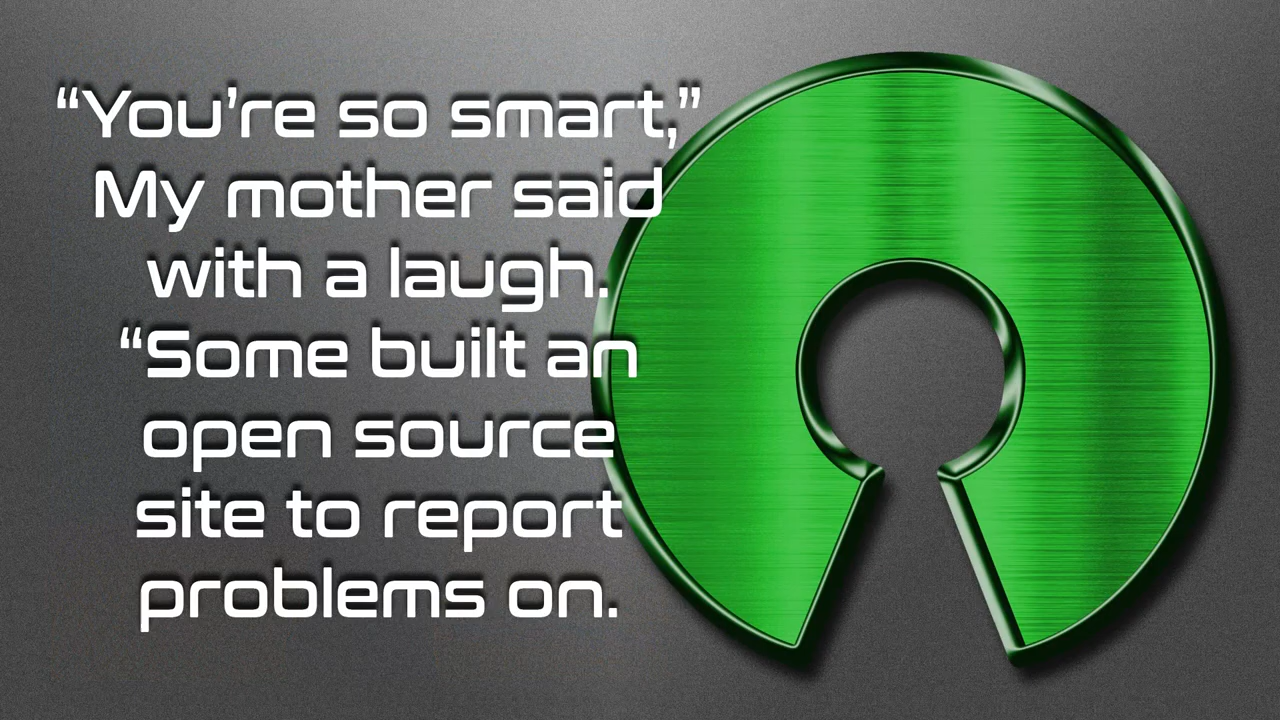 “You’re so smart,”
My mother said
with a laugh.
“Some built an
open source
site to report
problems on.